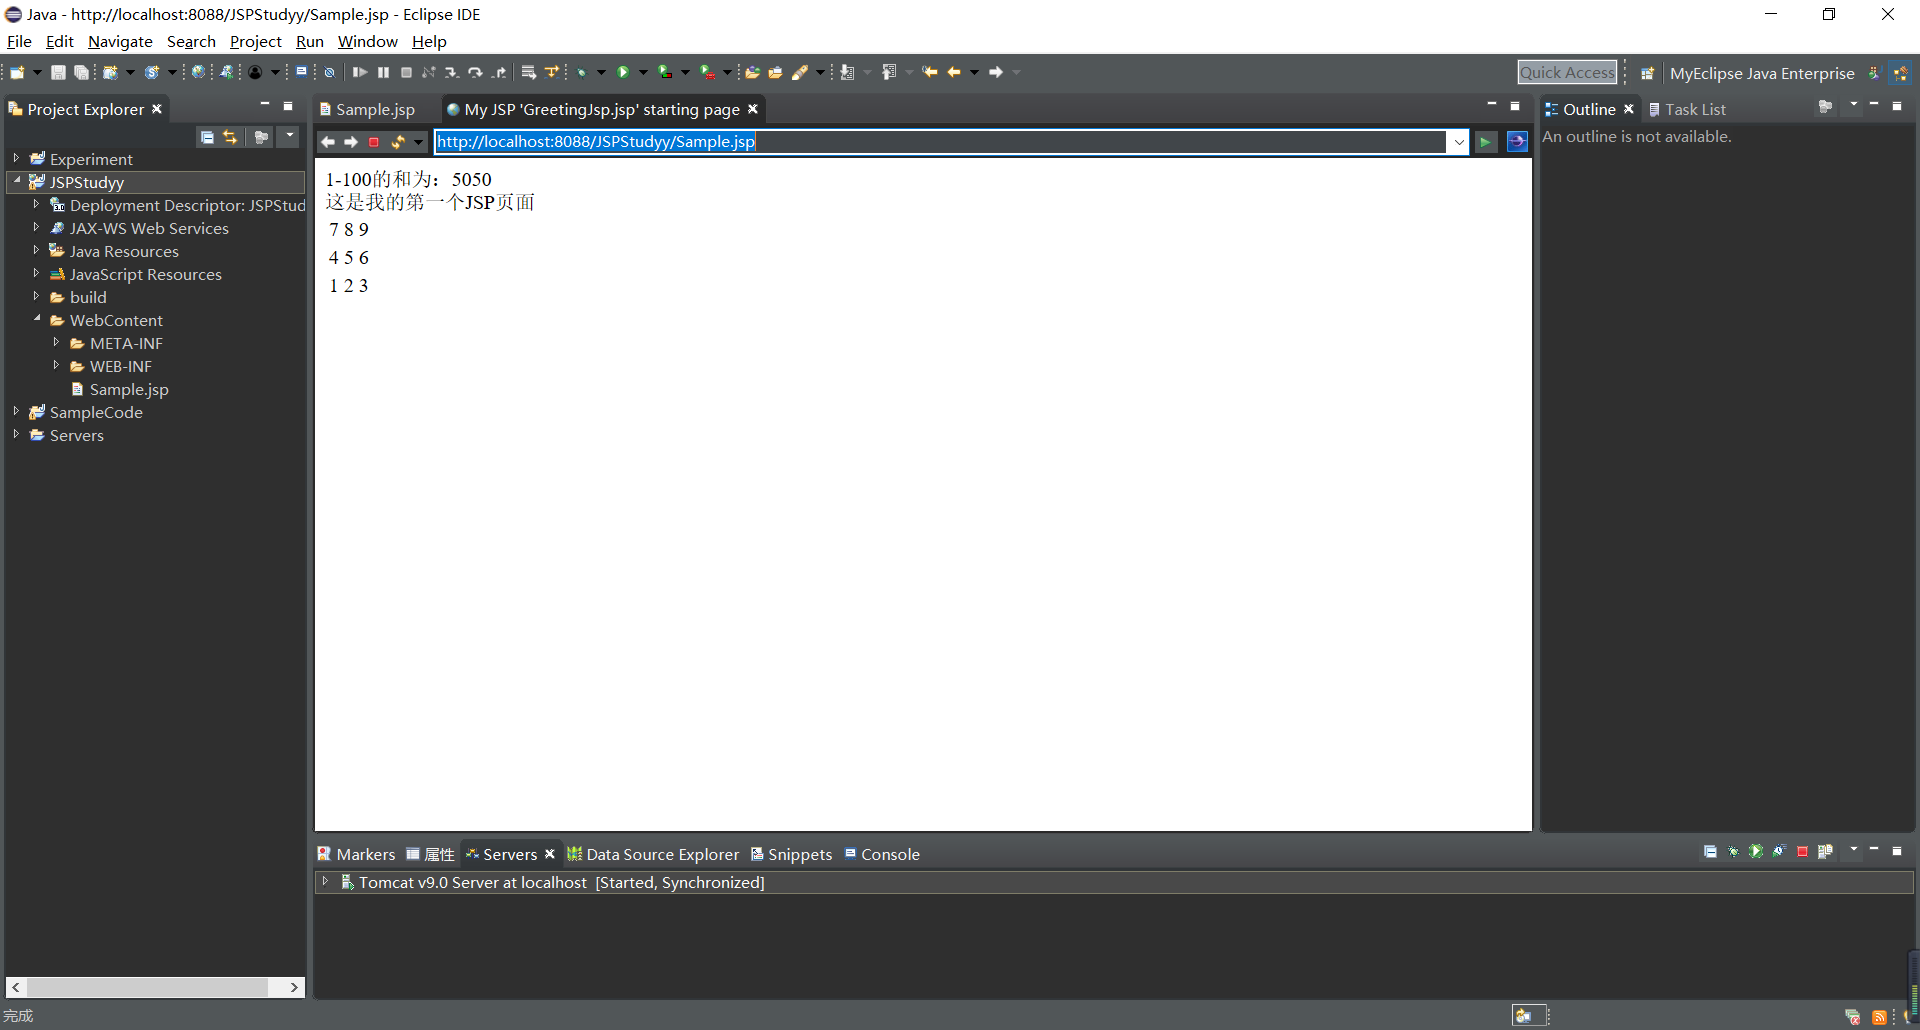 Java - http://localhost:8088/JSPStudyy/Sample.jsp - Eclipse IDE
File Edit Navigate Search Project Run Window Help
Quick Access
MyEclipse Java Enterprise
Project Explorer
Experiment
JSPStudyy
Deployment Descriptor: JSPStud
JAX-WS Web Services
Java Resources
JavaScript Resources
build
WebContent
META-INF
WEB-INF
Sample.jsp
SampleCode
Servers
Sample.jsp
My JSP 'GreetingJsp.jsp' starting page
http://localhost:8088/JSPStudyy/Sample.jsp
1-100的和为：5050
这是我的第一个JSP页面
7 8 9
4 5 6
1 2 3
Outline
Task List
An outline is not available.
Markers 属性 Servers Data Source Explorer Snippets Console
Tomcat v9.0 Server at localhost [Started, Synchronized]
完成